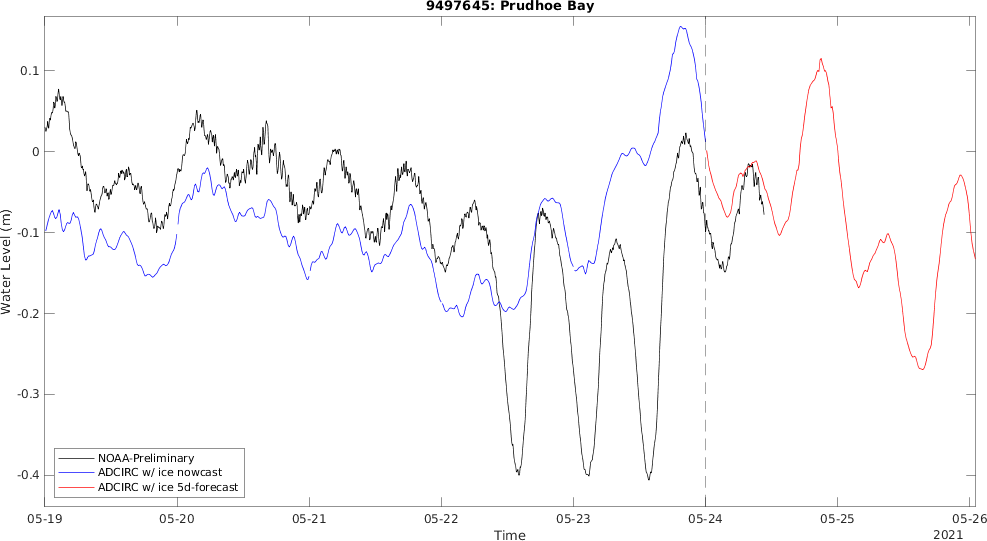 9497645: Prudhoe Bay
Water Level (m)
0.1
0
-0.1
-0.2
-0.3
-0.4
NOAA-Preliminary
ADCIRC w/ ice nowcast
ADCIRC w/ ice 5d-forecast
05-19 05-20 05-21 05-22 05-23 05-24 05-25 05-26
Time
2021